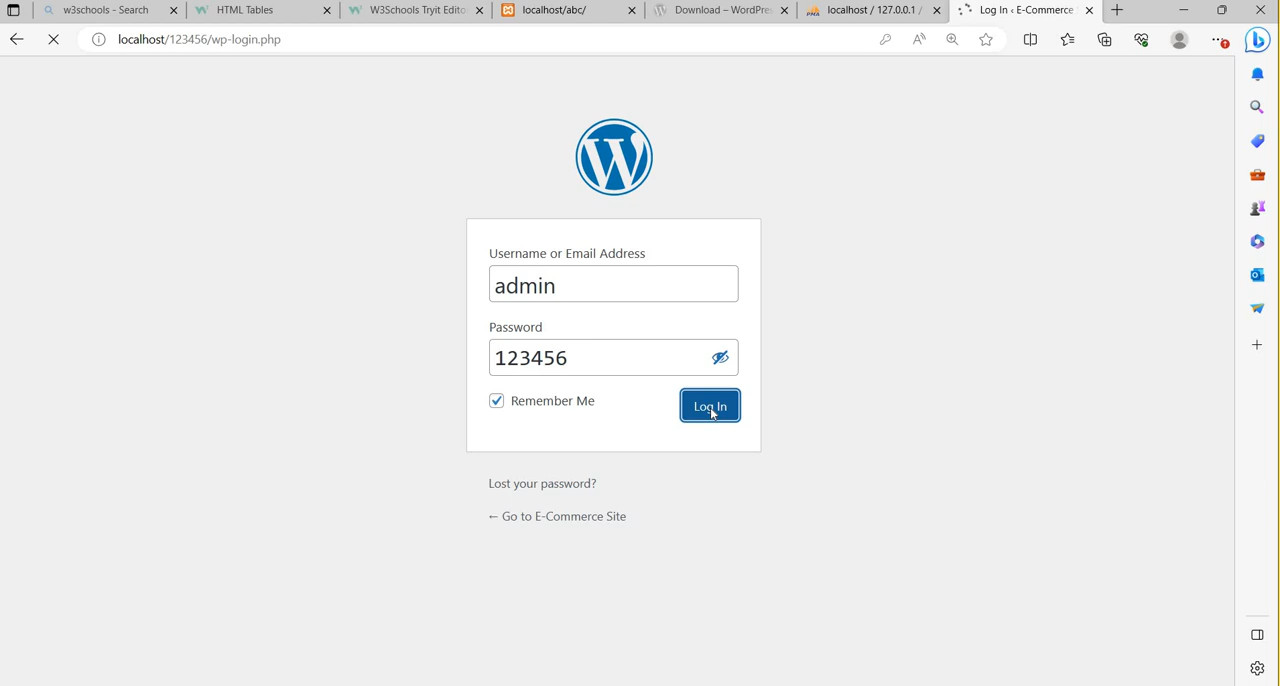 w3schools - Search
HTML Tables
W3Schools Tryit Edito
localhost/abc/
Download – WordPre
localhost / 127.0.0.1 /
Log In ‹ E-Commerce
localhost/123456/wp-login.php
Username or Email Address
admin
Password
123456
Remember Me
Log In
Lost your password?
← Go to E-Commerce Site